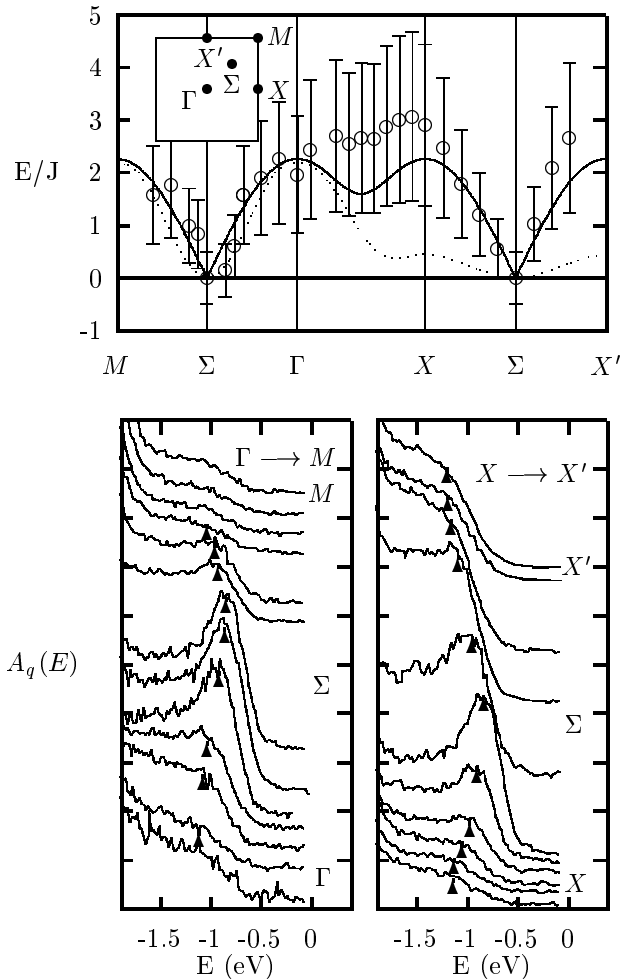 5
4
3
E/J
2
1
0
-1
M
X′
Σ
Γ
X
M Σ Γ X Σ X′
Γ → M
M
Σ
Γ
X → X′
X′
Σ
X
A_q(E)
-1.5 -1 -0.5 0
E (eV)
-1.5 -1 -0.5 0
E (eV)